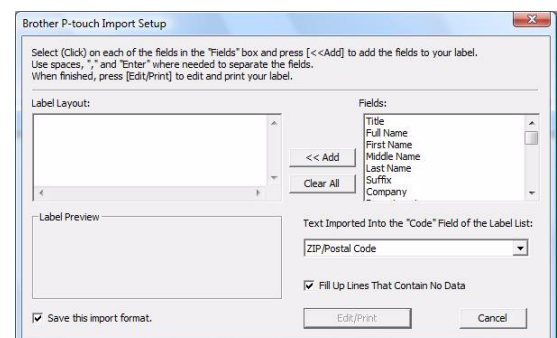 Brother P-touch Import Setup
Select (Click) on each of the fields in the "Fields" box and press [<<Add] to add the fields to your label.
Use spaces, "," and "Enter" where needed to separate the fields.
When finished, press [Edit/Print] to edit and print your label.
Label Layout:
Fields:
Title
Full Name
First Name
Middle Name
Last Name
Suffix
Company
<< Add
Clear All
Label Preview
Text Imported Into the "Code" Field of the Label List:
ZIP/Postal Code
Fill Up Lines That Contain No Data
Save this import format.
Edit/Print
Cancel